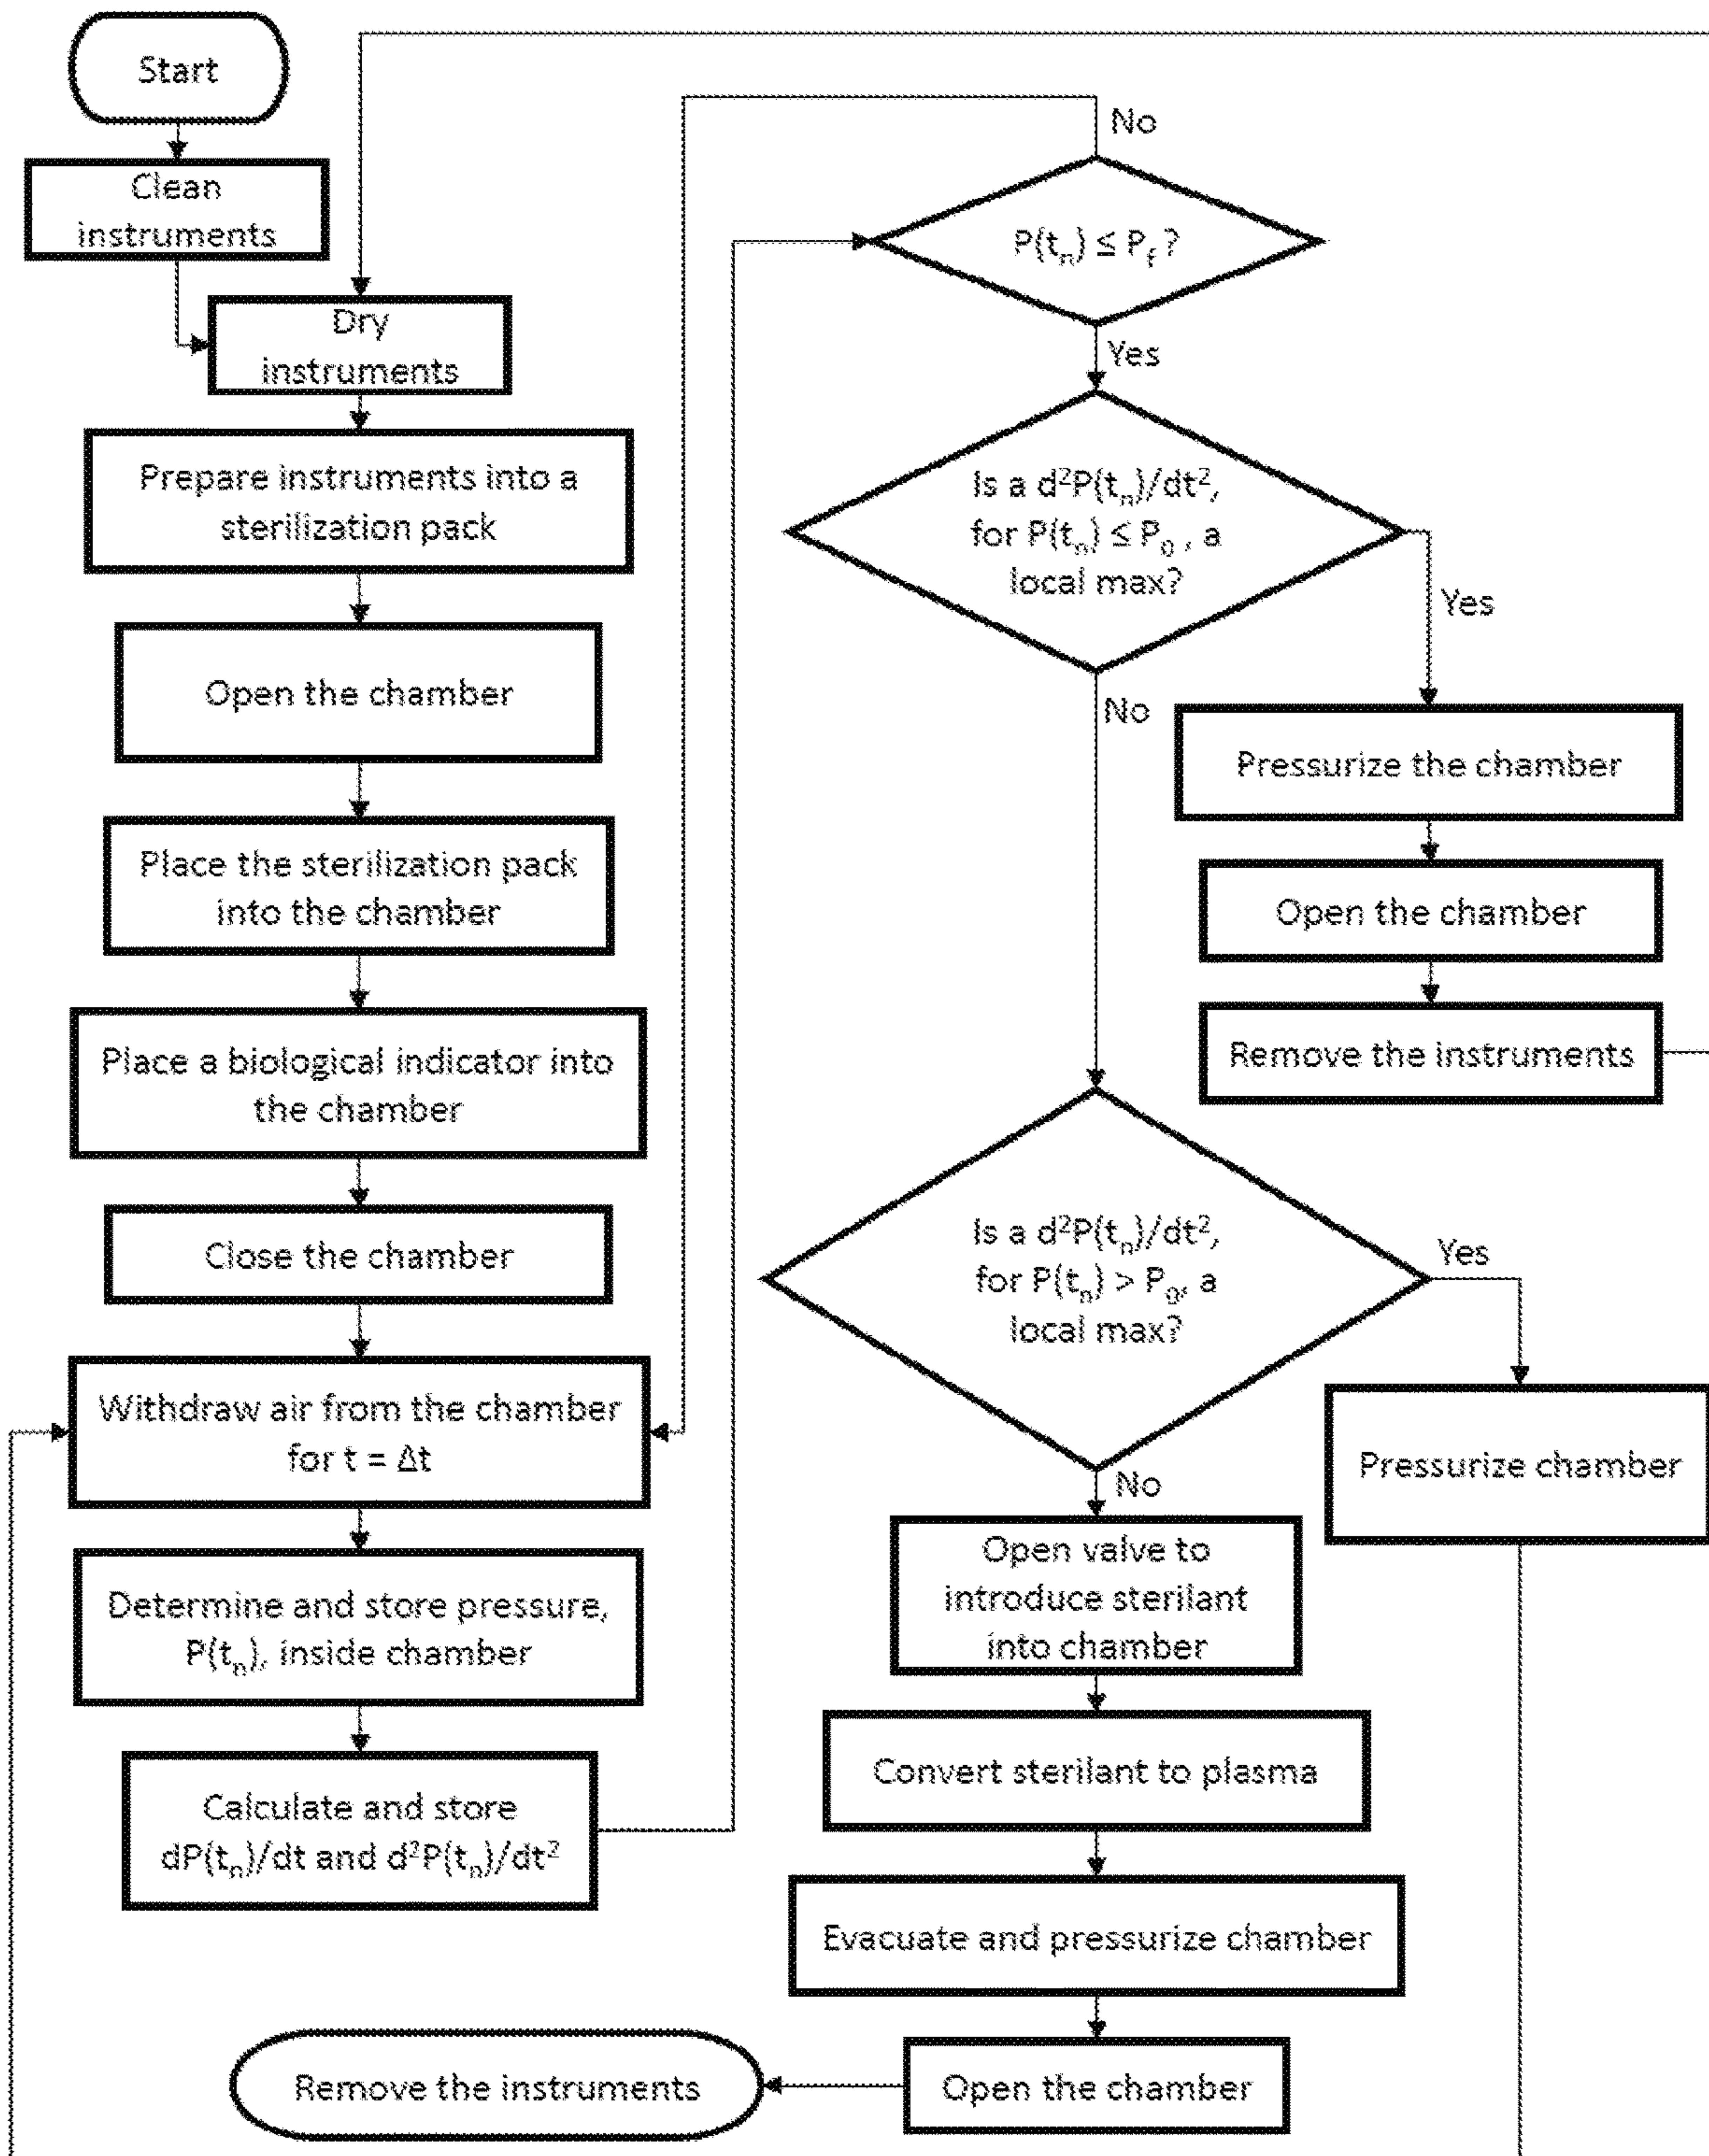 Start
Clean
instruments
Dry
instruments
Prepare instruments into a
sterilization pack
Open the chamber
Place the sterilization pack
into the chamber
Place a biological indicator into
the chamber
Close the chamber
Withdraw air from the chamber
for t = Δt
Determine and store pressure,
P(tₙ), inside chamber
Calculate and store
dP(tₙ)/dt and d²P(tₙ)/dt²
No
P(tₙ) ≤ P_f ?
Yes
Is a d²P(tₙ)/dt²,
for P(tₙ) ≤ P₀ , a
local max?
Yes
No
Pressurize the chamber
Open the chamber
Remove the instruments
Is a d²P(tₙ)/dt²,
for P(tₙ) > P₀, a
local max?
Yes
No
Pressurize chamber
Open valve to
introduce sterilant
into chamber
Convert sterilant to plasma
Evacuate and pressurize chamber
Open the chamber
Remove the instruments